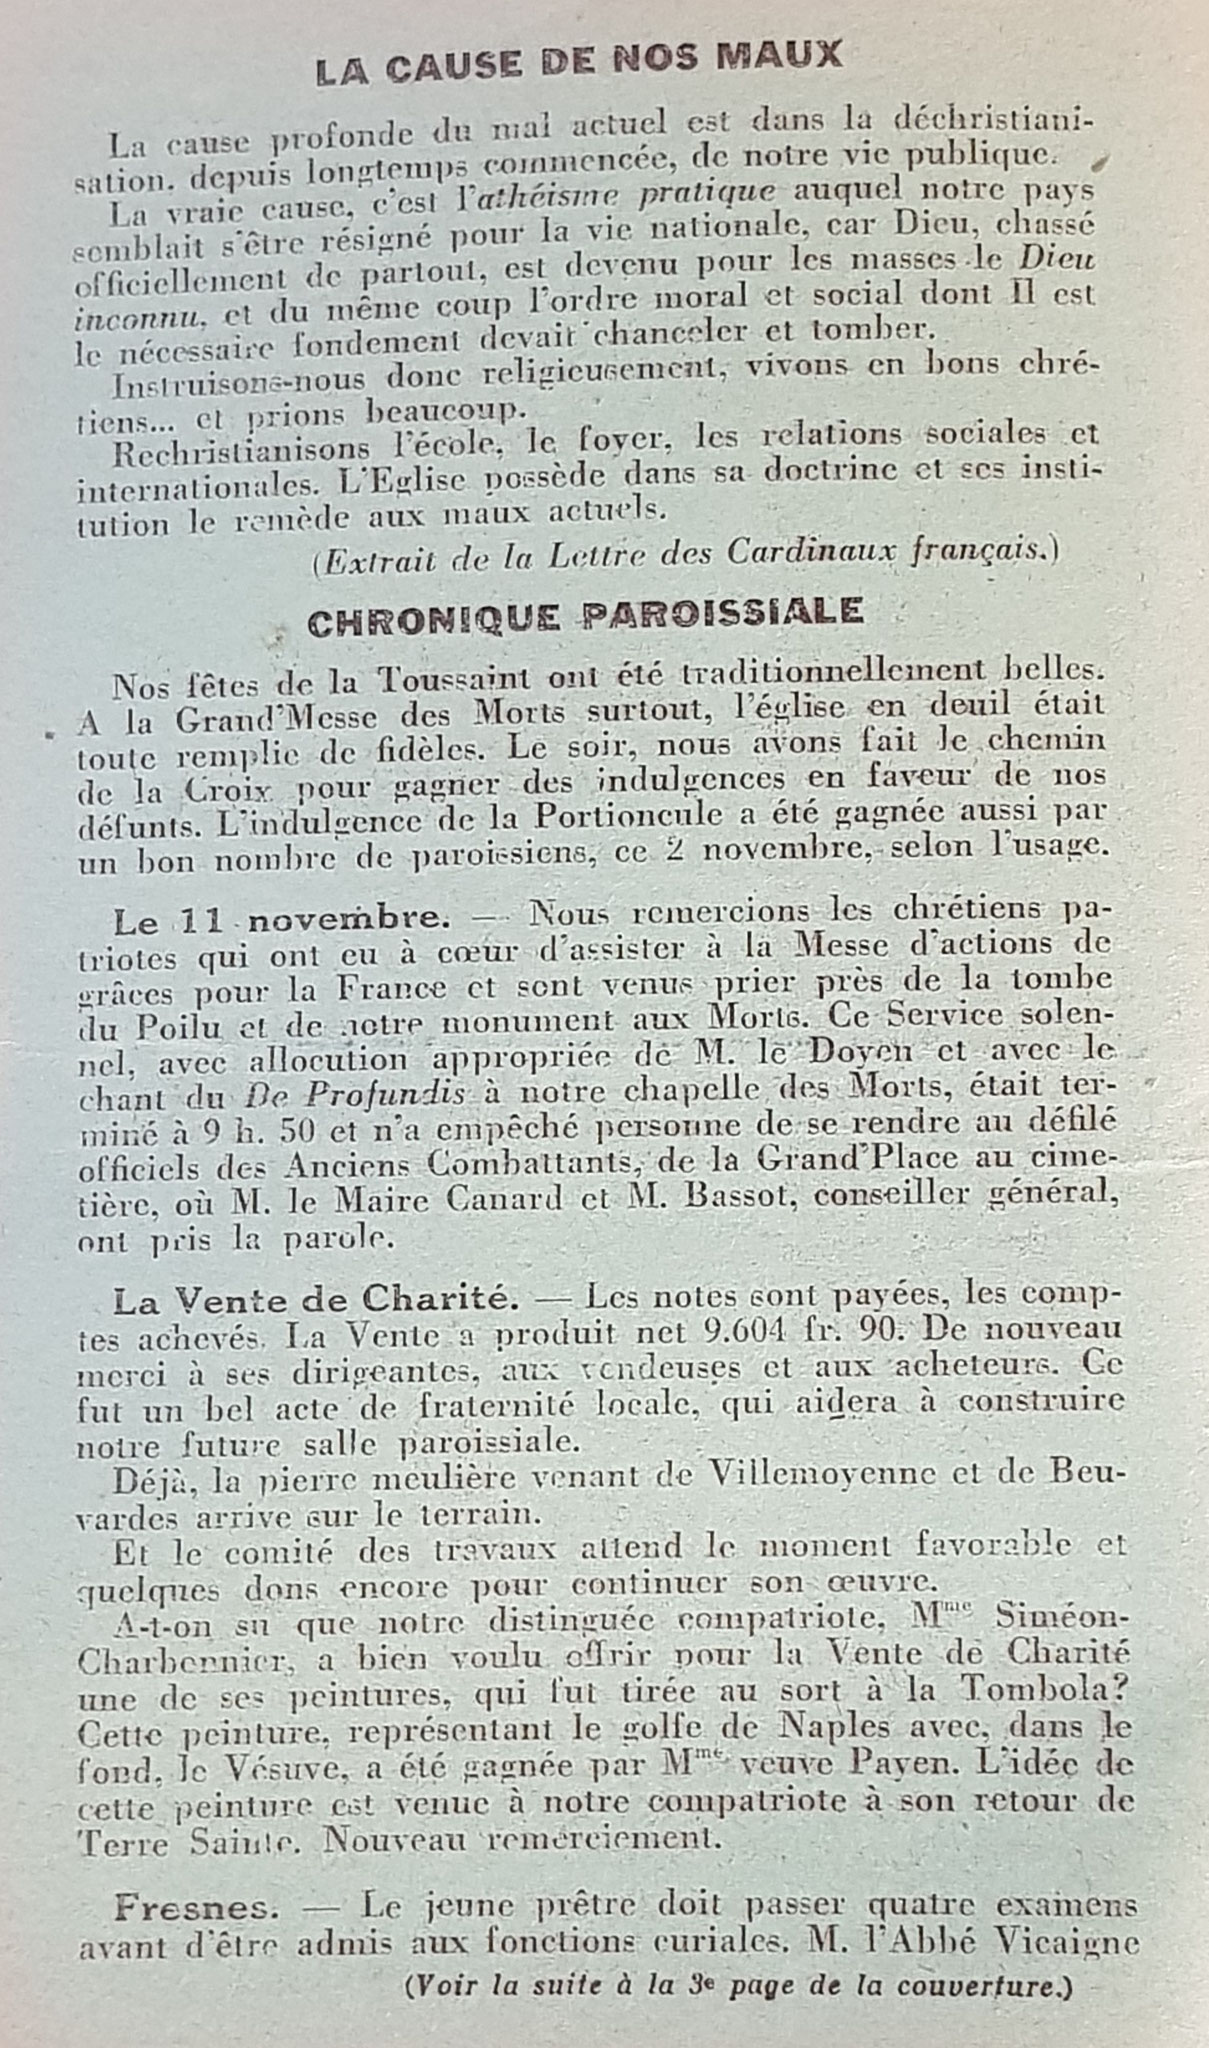 LA CAUSE DE NOS MAUX
La cause profonde du mal actuel est dans la déchristiani-
sation, depuis longtemps commencée, de notre vie publique.
La vraie cause, c'est l'athéisme pratique auquel notre pays
semblait s'être résigné pour la vie nationale, car Dieu, chassé
officiellement de partout, est devenu pour les masses le Dieu
inconnu, et du même coup l'ordre moral et social dont Il est
le nécessaire fondement devait chanceler et tomber.
Instruisons-nous donc religieusement, vivons en bons chré-
tiens... et prions beaucoup.
Rechristianisons l'école, le foyer, les relations sociales et
internationales. L'Eglise possède dans sa doctrine et ses insti-
tution le remède aux maux actuels.
(Extrait de la Lettre des Cardinaux français.)
CHRONIQUE PAROISSIALE
Nos fêtes de la Toussaint ont été traditionnellement belles.
A la Grand'Messe des Morts surtout, l'église en deuil était
toute remplie de fidèles. Le soir, nous avons fait le chemin
de la Croix pour gagner des indulgences en faveur de nos
défunts. L'indulgence de la Portioncule a été gagnée aussi par
un bon nombre de paroissiens, ce 2 novembre, selon l'usage.
Le 11 novembre. — Nous remercions les chrétiens pa-
triotes qui ont eu à cœur d'assister à la Messe d'actions de
grâces pour la France et sont venus prier près de la tombe
du Poilu et de notre monument aux Morts. Ce Service solen-
nel, avec allocution appropriée de M. le Doyen et avec le
chant du De Profundis à notre chapelle des Morts, était ter-
miné à 9 h. 50 et n'a empêché personne de se rendre au défilé
officiels des Anciens Combattants, de la Grand'Place au cime-
tière, où M. le Maire Canard et M. Bassot, conseiller général,
ont pris la parole.
La Vente de Charité. — Les notes sont payées, les comp-
tes achevés. La Vente a produit net 9.604 fr. 90. De nouveau
merci à ses dirigeantes, aux vendeuses et aux acheteurs. Ce
fut un bel acte de fraternité locale, qui aidera à construire
notre future salle paroissiale.
Déjà, la pierre meulière venant de Villemoyenne et de Beu-
vardes arrive sur le terrain.
Et le comité des travaux attend le moment favorable et
quelques dons encore pour continuer son œuvre.
A-t-on su que notre distinguée compatriote, Mme Siméon-
Charbonnier, a bien voulu offrir pour la Vente de Charité
une de ses peintures, qui fut tirée au sort à la Tombola?
Cette peinture, représentant le golfe de Naples avec, dans le
fond, le Vésuve, a été gagnée par Mme veuve Payen. L'idée de
cette peinture est venue à notre compatriote à son retour de
Terre Sainte. Nouveau remerciement.
Fresnes. — Le jeune prêtre doit passer quatre examens
avant d'être admis aux fonctions curiales. M. l'Abbé Vicaigne
(Voir la suite à la 3e page de la couverture.)